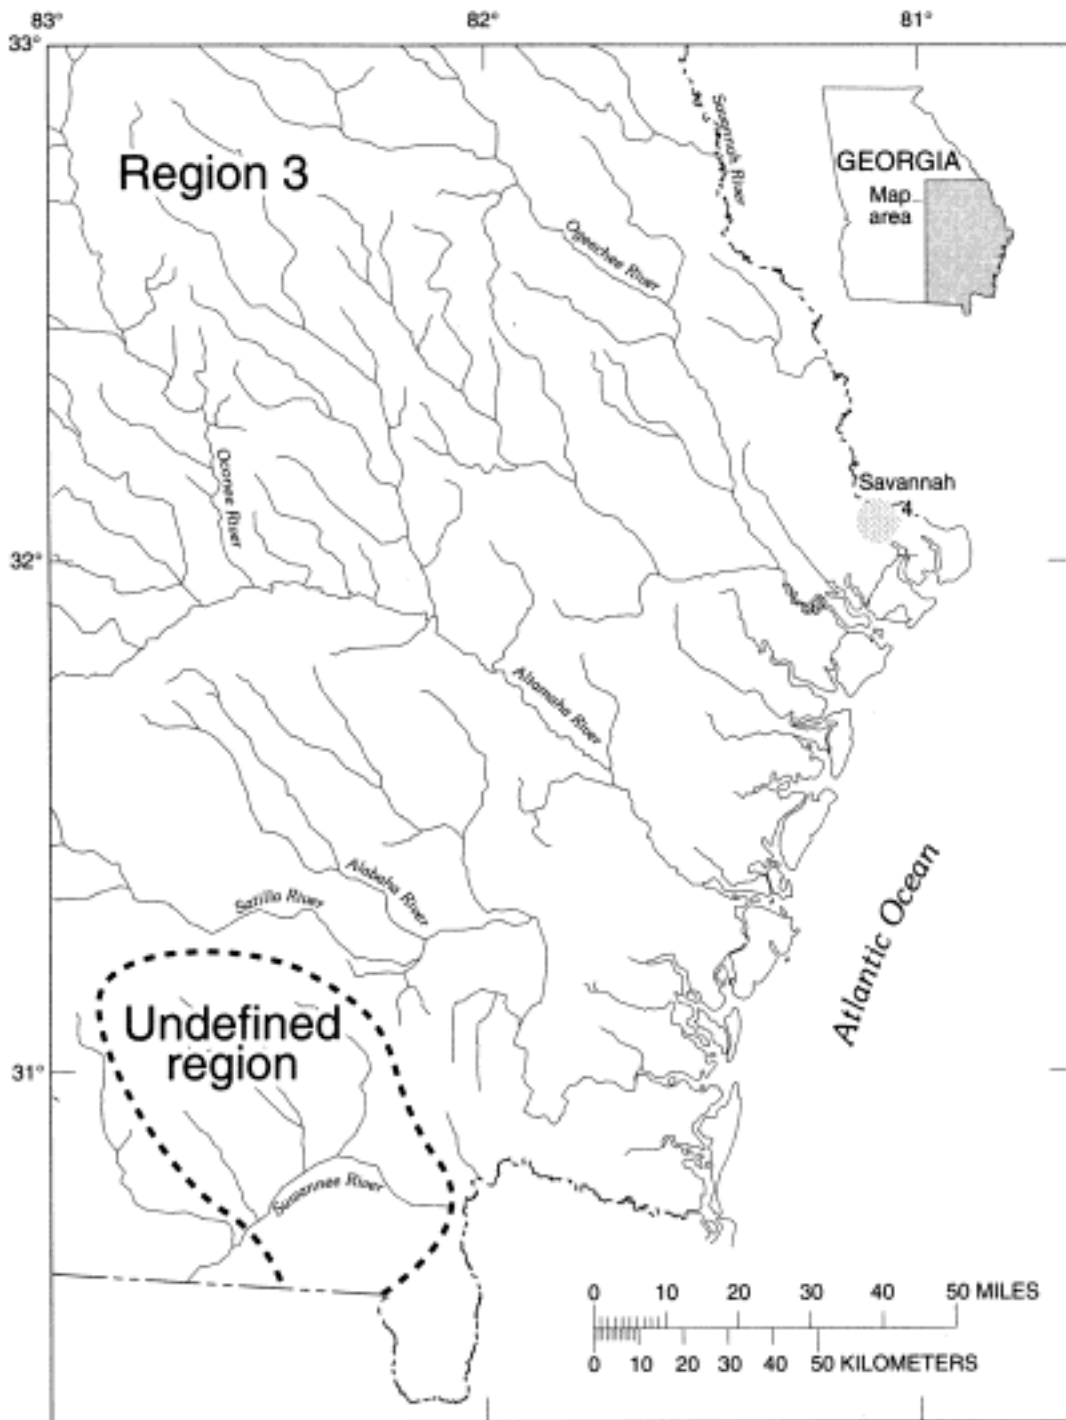 83°
82°
81°
33°
Savannah River
GEORGIA
Map
area
Region 3
Ogeechee River
Oconee River
Savannah
4
32°
Altamaha River
Alabaha River
Satilla River
Atlantic Ocean
Undefined
region
31°
Suwannee River
0 10 20 30 40 50 MILES
0 10 20 30 40 50 KILOMETERS